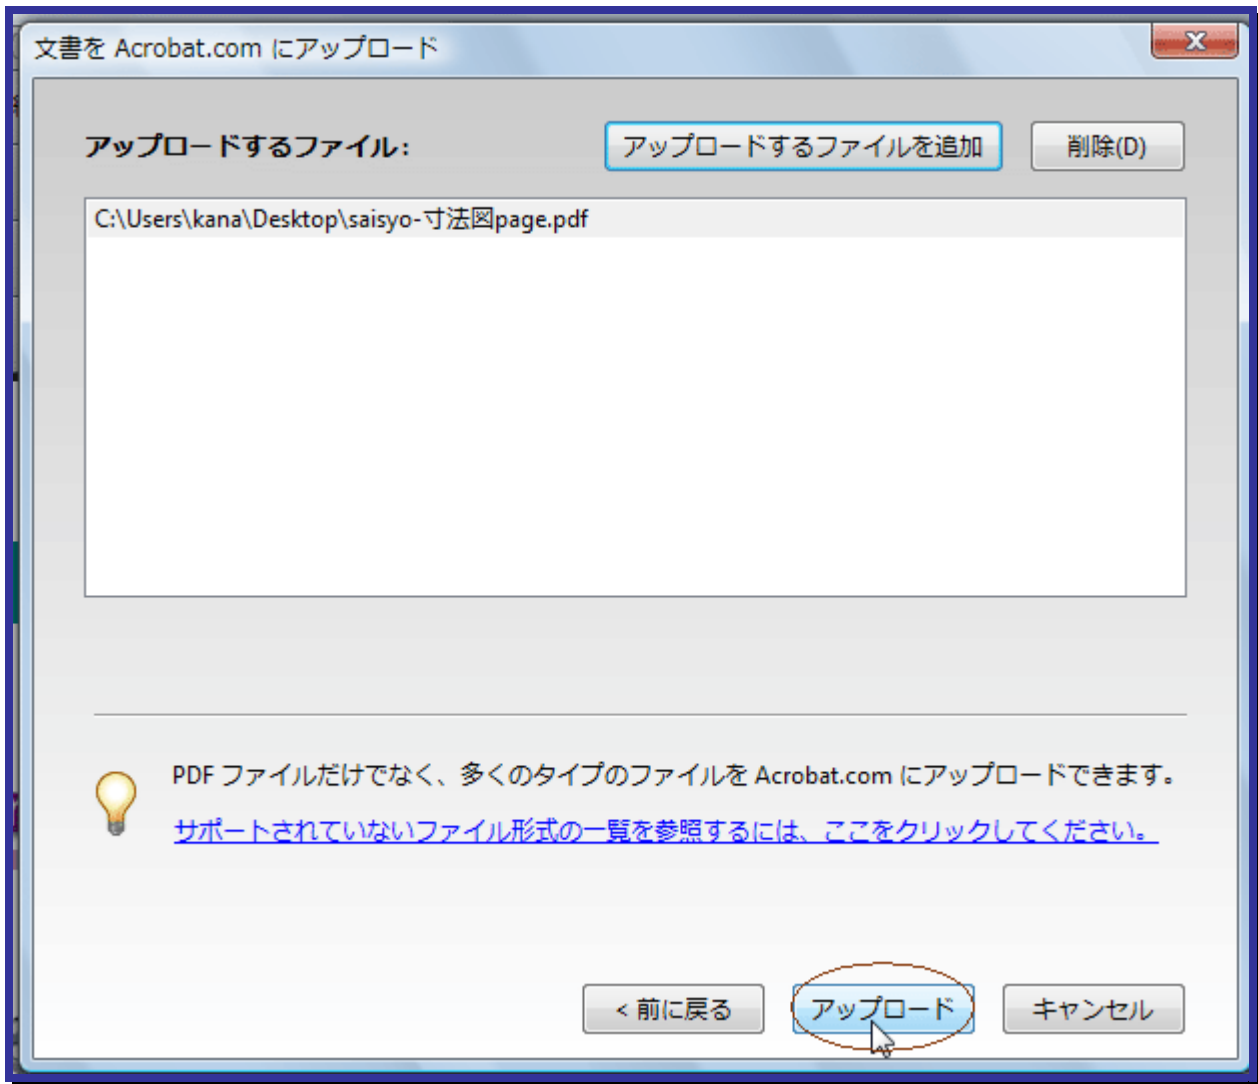 文書を Acrobat.com にアップロード
アップロードするファイル:
アップロードするファイルを追加
削除(D)
C:\Users\kana\Desktop\saisyo-寸法図page.pdf
PDF ファイルだけでなく、多くのタイプのファイルを Acrobat.com にアップロードできます。
サポートされていないファイル形式の一覧を参照するには、ここをクリックしてください。
< 前に戻る
アップロード
キャンセル